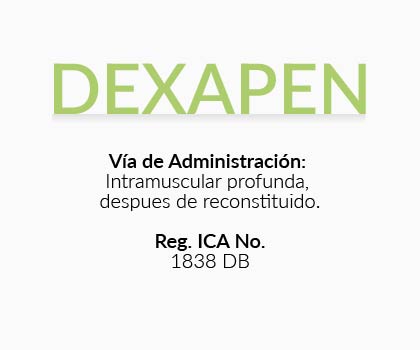 DEXAPEN
Vía de Administración:
Intramuscular profunda,
despues de reconstituido.
Reg. ICA No.
1838 DB